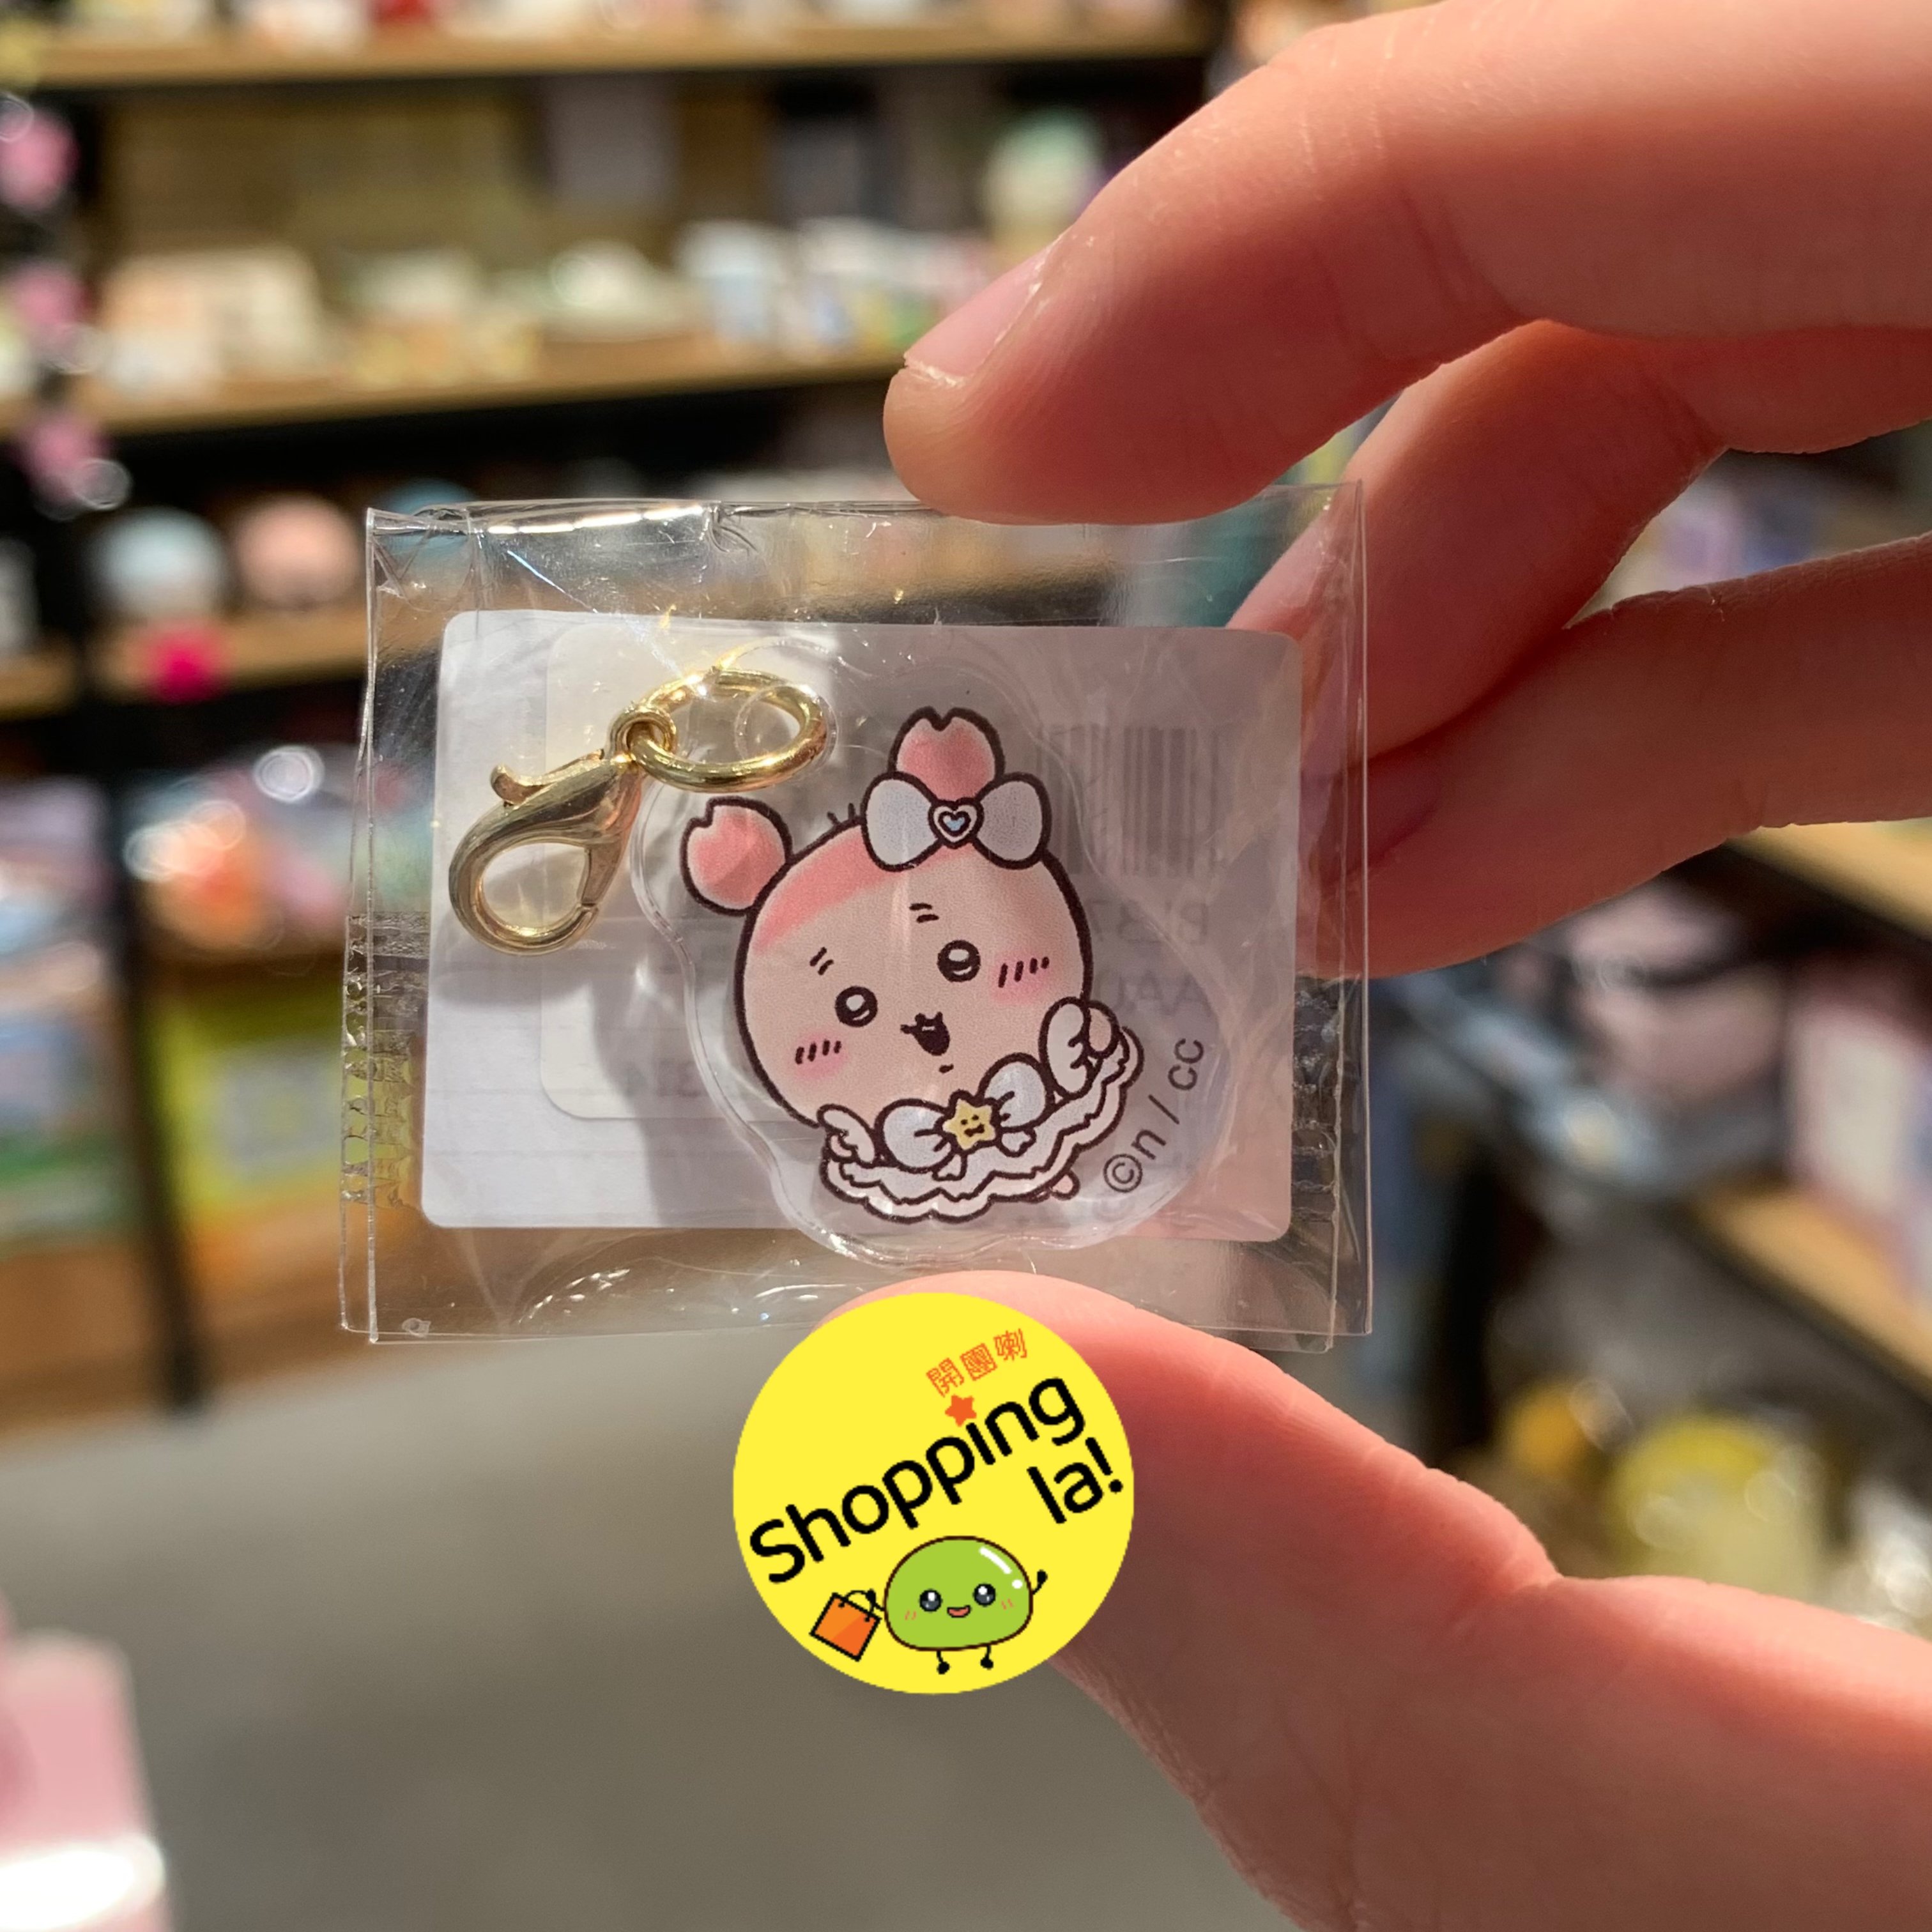 ©n / cc
開團喇
Shopping
la!